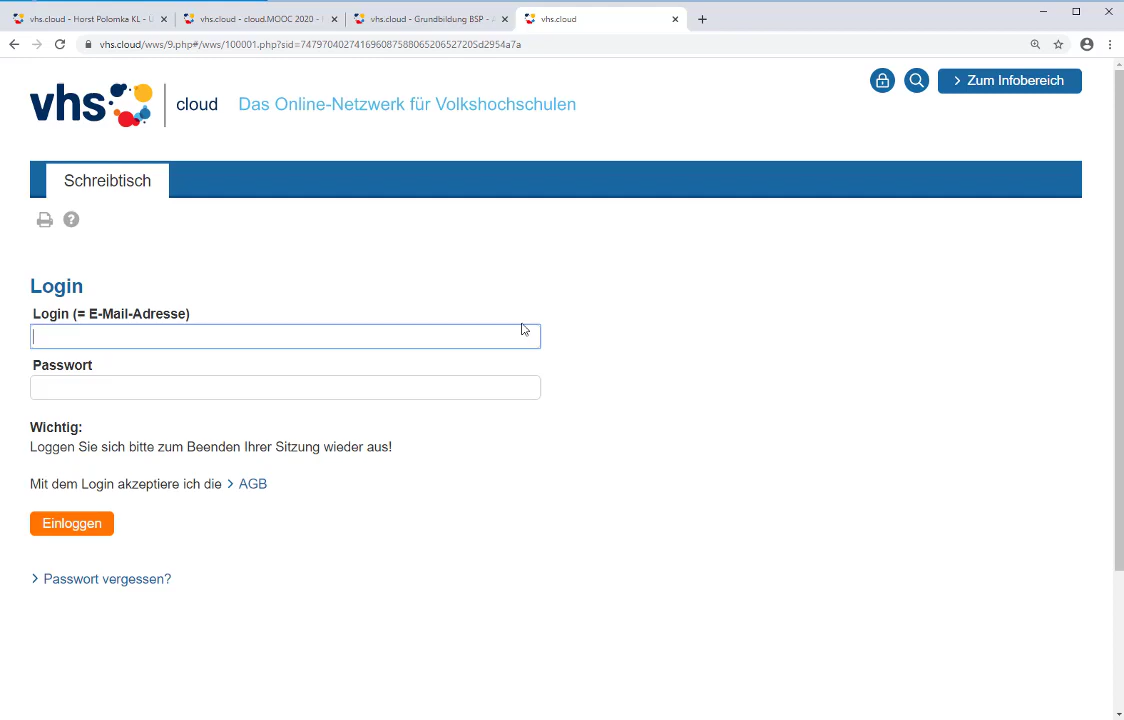 vhs.cloud - Horst Polomka KL - 
vhs.cloud - cloud.MOOC 2020 - 
vhs.cloud - Grundbildung BSP - 
vhs.cloud
vhs.cloud/wws/9.php#/wws/100001.php?sid=74797040274169608758806520652720Sd2954a7a
vhs cloud Das Online-Netzwerk für Volkshochschulen
Zum Infobereich
Schreibtisch
?
Login
Login (= E-Mail-Adresse)
Passwort
Wichtig:
Loggen Sie sich bitte zum Beenden Ihrer Sitzung wieder aus!
Mit dem Login akzeptiere ich die > AGB
Einloggen
> Passwort vergessen?